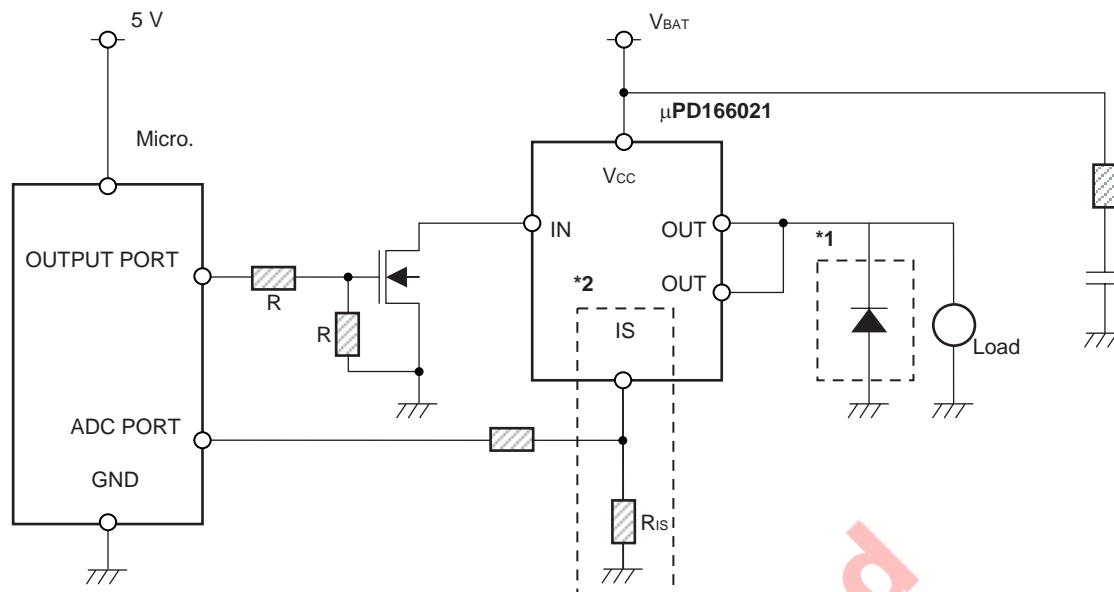 5 V
VBAT
μPD166021
Micro.
VCC
IN
OUT
*1
OUTPUT PORT
OUT
*2
R
IS
R
Load
ADC PORT
GND
RIS
d